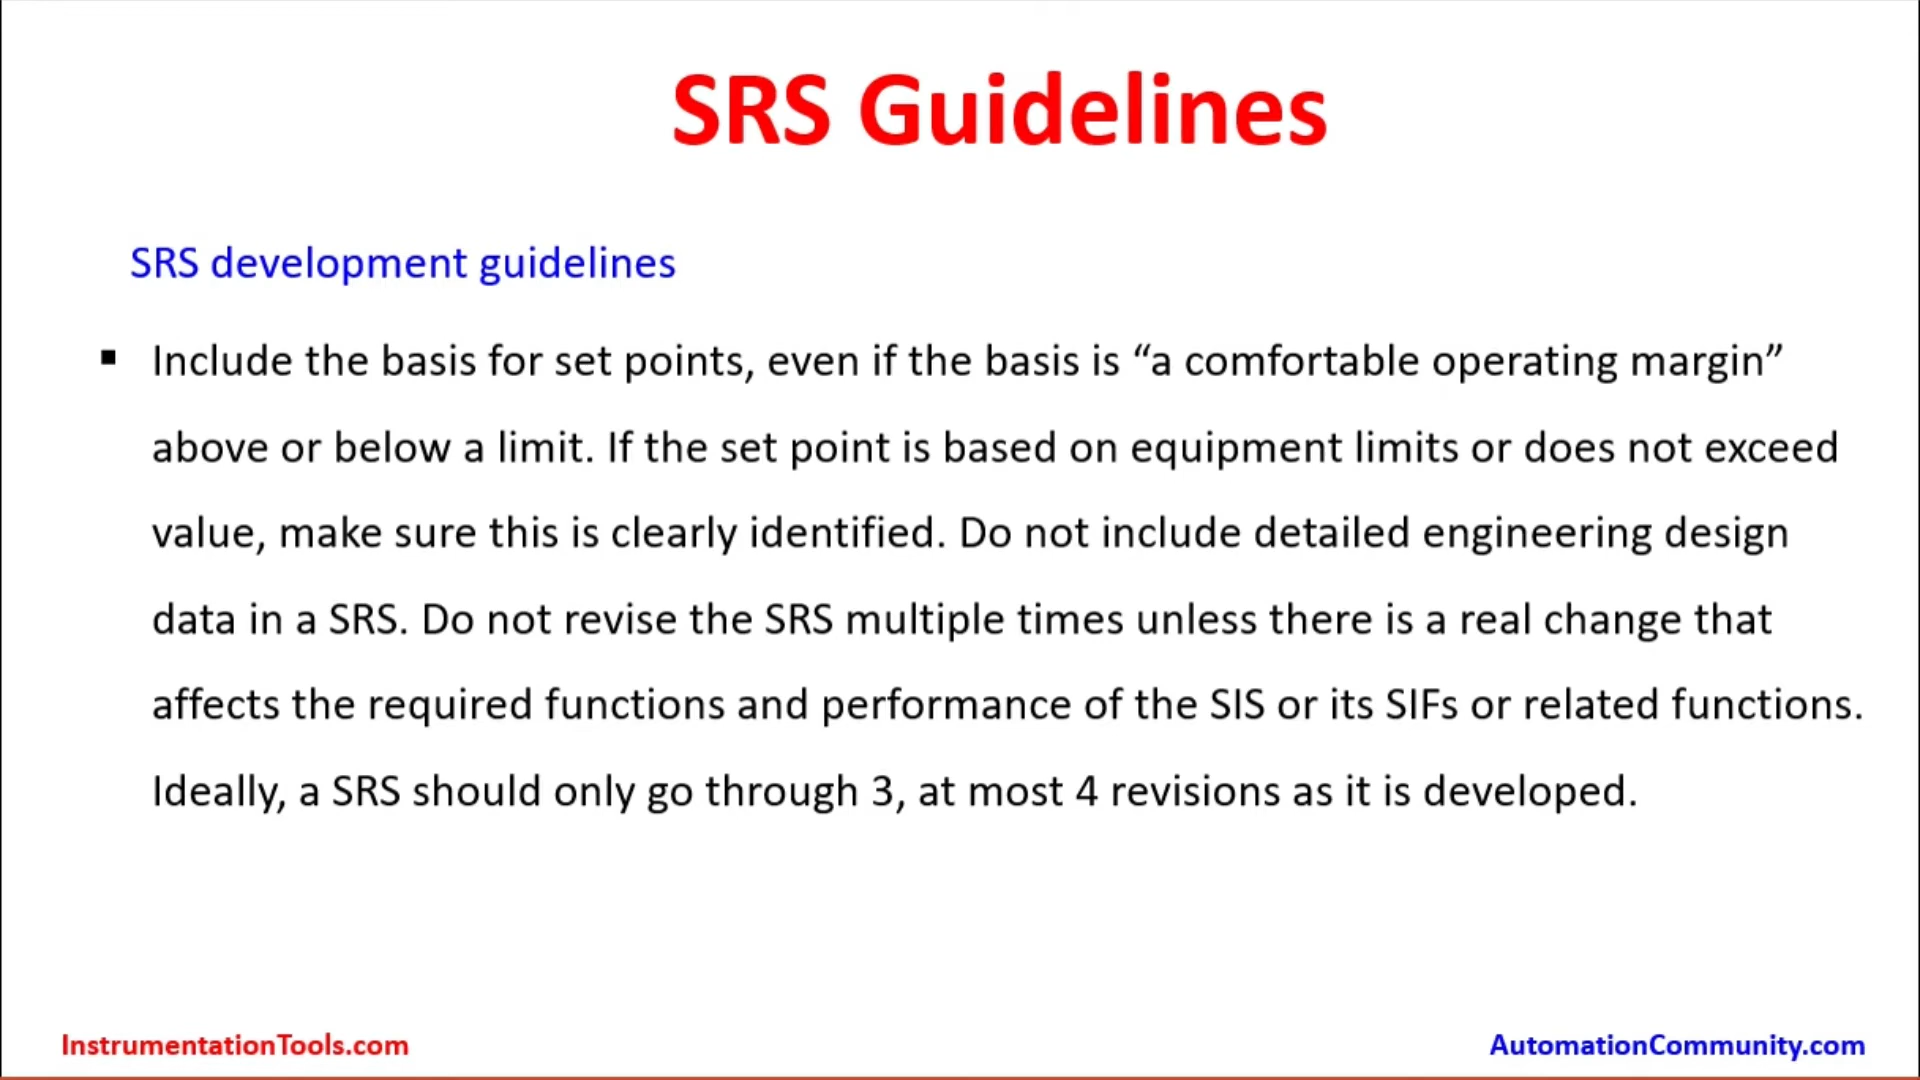 SRS Guidelines
SRS development guidelines
▪ Include the basis for set points, even if the basis is “a comfortable operating margin”
above or below a limit. If the set point is based on equipment limits or does not exceed
value, make sure this is clearly identified. Do not include detailed engineering design
data in a SRS. Do not revise the SRS multiple times unless there is a real change that
affects the required functions and performance of the SIS or its SIFs or related functions.
Ideally, a SRS should only go through 3, at most 4 revisions as it is developed.
InstrumentationTools.com
AutomationCommunity.com